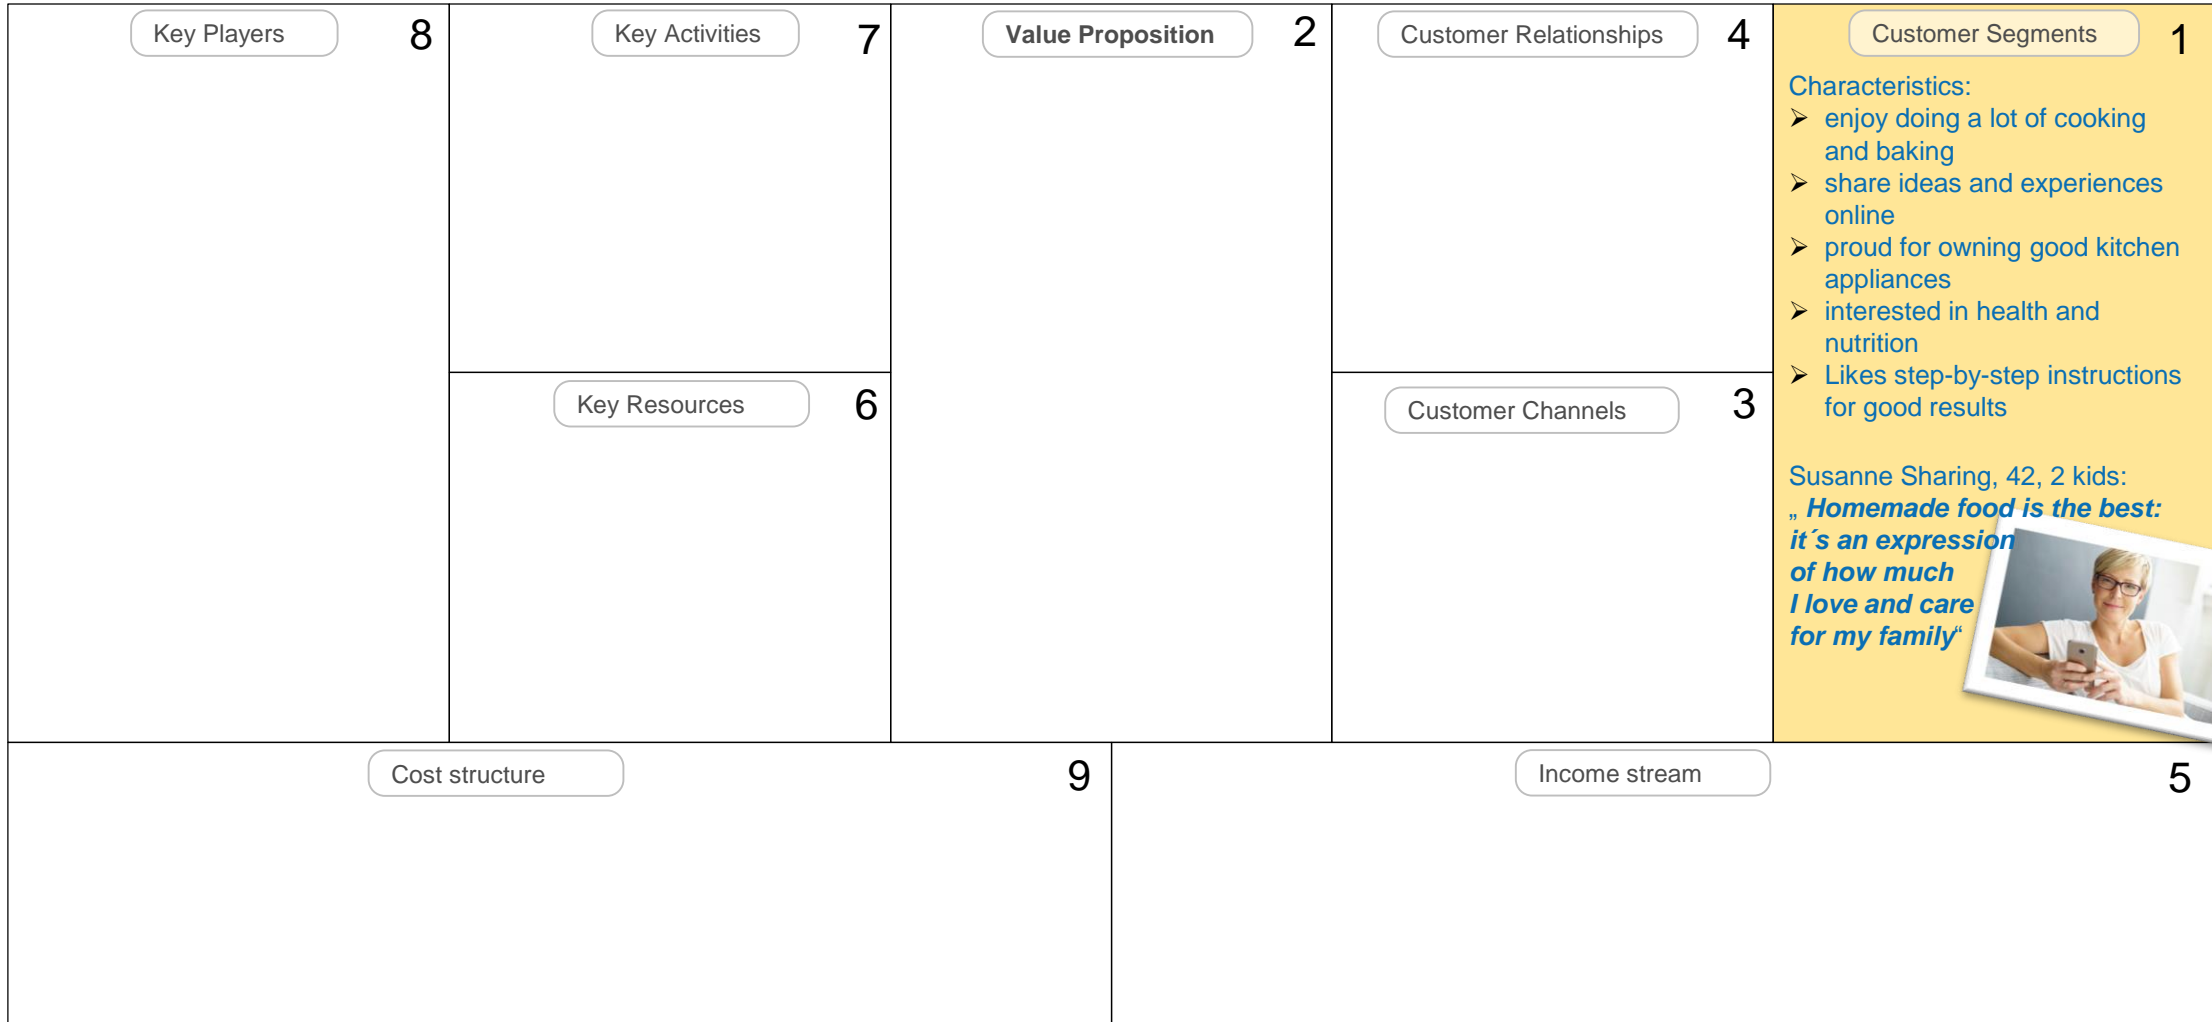 Key Players
8
Key Activities
7
Value Proposition
2
Customer Relationships
4
Customer Segments
1
Characteristics:
➢ enjoy doing a lot of cooking
and baking
➢ share ideas and experiences
online
➢ proud for owning good kitchen
appliances
➢ interested in health and
nutrition
➢ Likes step-by-step instructions
for good results
Susanne Sharing, 42, 2 kids:
„ Homemade food is the best:
it´s an expression
of how much
I love and care
for my family“
Key Resources
6
Customer Channels
3
Cost structure
9
Income stream
5